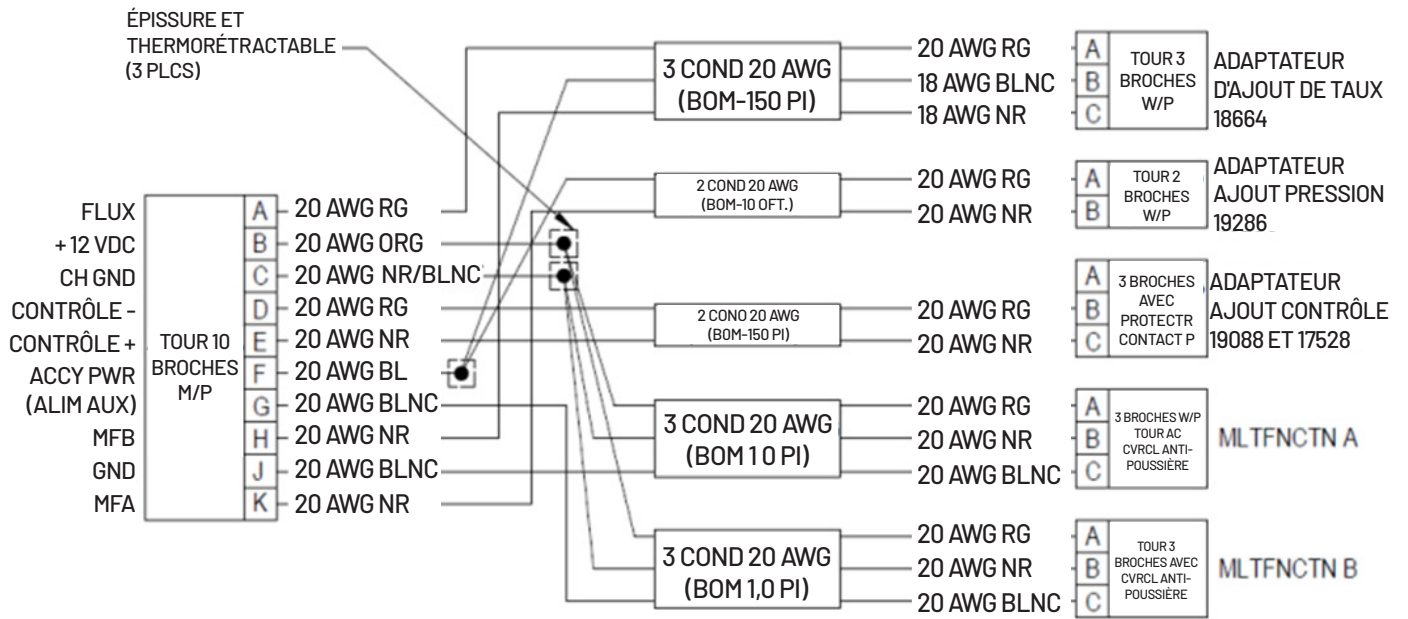 ÉPISSURE ET
THERMORÉTRACTABLE
(3 PLCS)
FLUX
+ 12 VDC
CH GND
CONTRÔLE -
CONTRÔLE +
ACCY PWR
(ALIM AUX)
MFB
GND
MFA
TOUR 10
BROCHES
M/P
A
B
C
D
E
F
G
H
J
K
20 AWG RG
20 AWG ORG
20 AWG NR/BLNC
20 AWG RG
20 AWG NR
20 AWG BL
20 AWG BLNC
20 AWG NR
20 AWG BLNC
20 AWG NR
3 COND 20 AWG
(BOM-150 PI)
20 AWG RG
18 AWG BLNC
18 AWG NR
A
B
C
TOUR 3
BROCHES
W/P
ADAPTATEUR
D'AJOUT DE TAUX
18664
2 COND 20 AWG
(BOM-10 OFT.)
20 AWG RG
20 AWG NR
A
B
TOUR 2
BROCHES
W/P
ADAPTATEUR
AJOUT PRESSION
19286
2 CONO 20 AWG
(BOM-150 PI)
20 AWG RG
20 AWG NR
A
B
C
3 BROCHES
AVEC
PROTECTR
CONTACT P
ADAPTATEUR
AJOUT CONTRÔLE
19088 ET 17528
3 COND 20 AWG
(BOM 1 0 PI)
20 AWG RG
20 AWG NR
20 AWG BLNC
A
B
C
3 BROCHES W/P
TOUR AC
CVRCL ANTI-
POUSSIÈRE
MLTFNCTN A
3 COND 20 AWG
(BOM 1,0 PI)
20 AWG RG
20 AWG NR
20 AWG BLNC
A
B
C
TOUR 3
BROCHES AVEC
CVRCL ANTI-
POUSSIÈRE
MLTFNCTN B